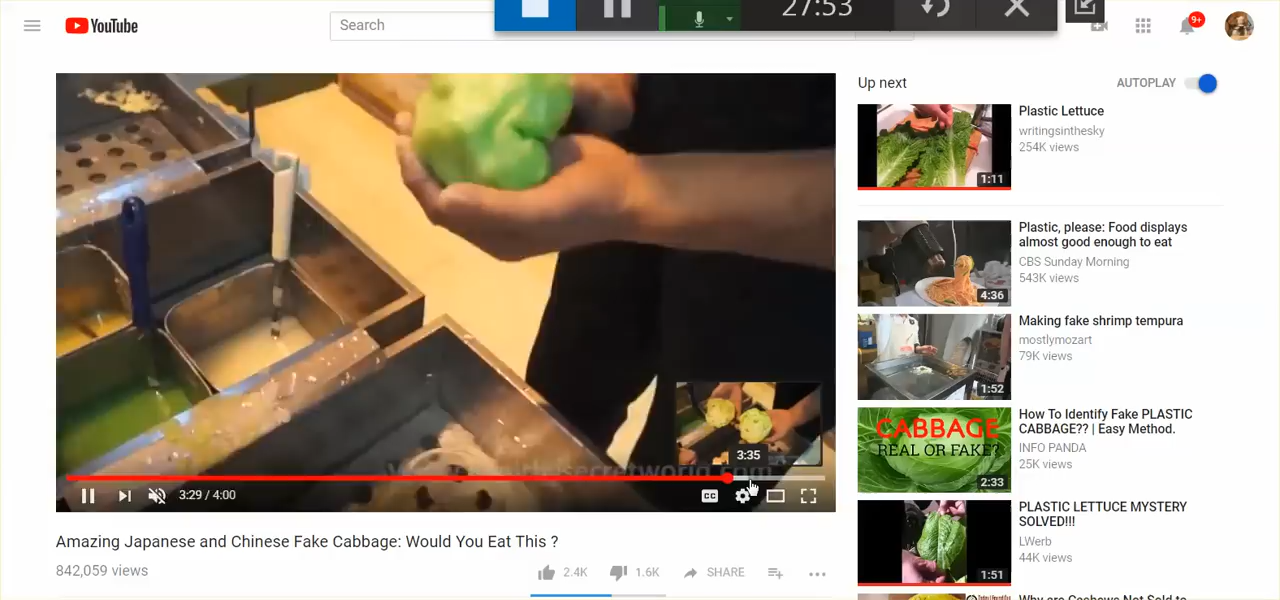 27:53
YouTube
Search
9+
Up next
AUTOPLAY
Plastic Lettuce
writingsinthesky
254K views
1:11
Plastic, please: Food displays
almost good enough to eat
CBS Sunday Morning
543K views
4:36
Making fake shrimp tempura
mostlymozart
79K views
1:52
How To Identify Fake PLASTIC
CABBAGE?? | Easy Method.
INFO PANDA
25K views
CABBAGE
REAL OR FAKE?
2:33
PLASTIC LETTUCE MYSTERY
SOLVED!!!
LWerb
44K views
1:51
3:35
3:29 / 4:00
CC
Amazing Japanese and Chinese Fake Cabbage: Would You Eat This ?
842,059 views
2.4K
1.6K
SHARE